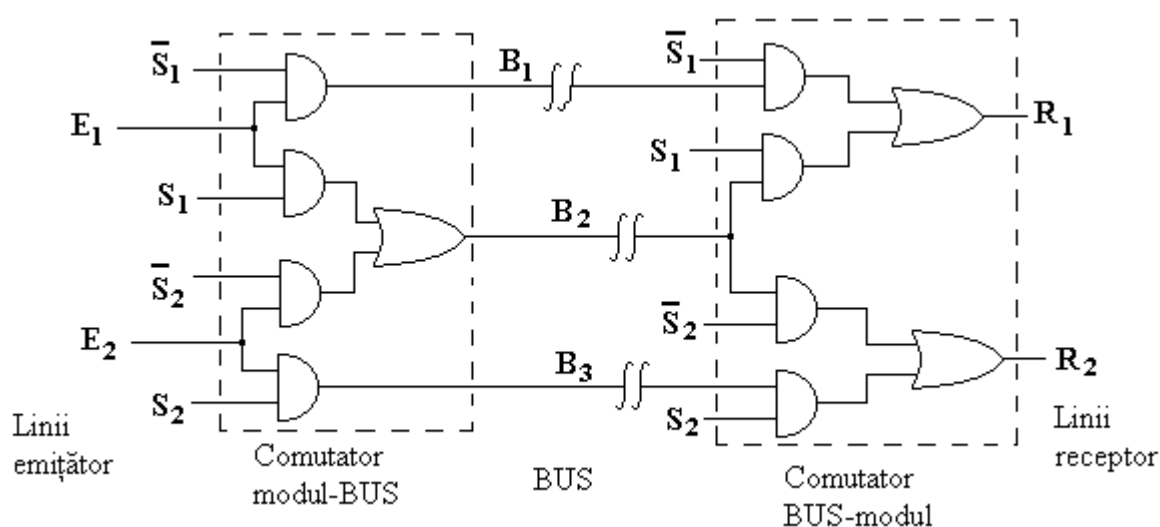 S̅₁
E₁
S₁
S̅₂
E₂
S₂
B₁
B₂
B₃
S̅₁
S₁
S̅₂
S₂
R₁
R₂
Linii
emițător
Comutator
modul-BUS
BUS
Comutator
BUS-modul
Linii
receptor